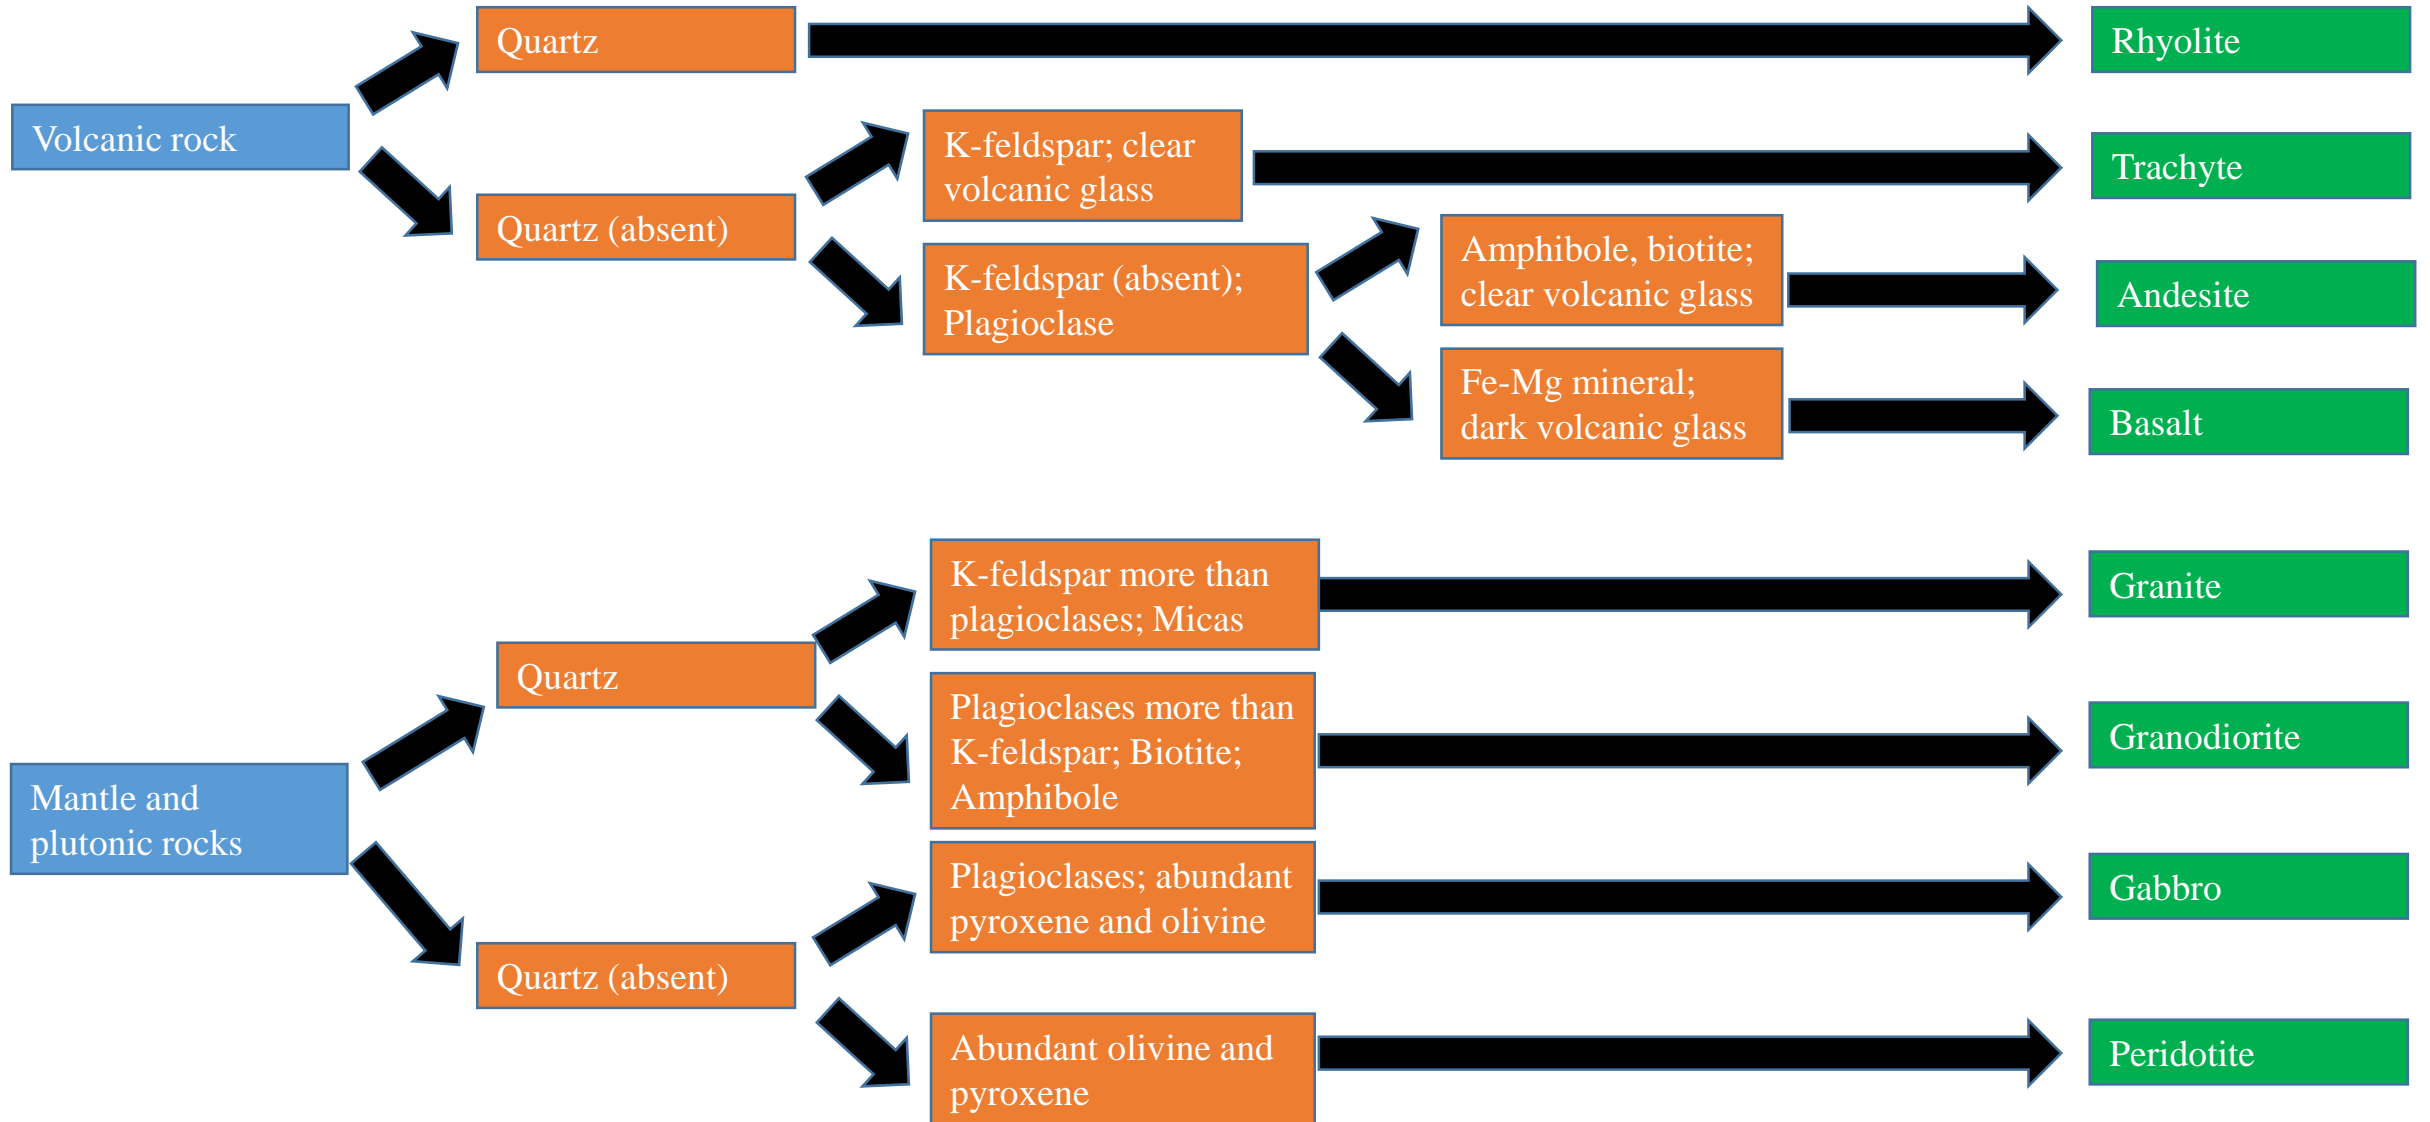 Volcanic rock
Quartz
Rhyolite
Quartz (absent)
K-feldspar; clear
volcanic glass
Trachyte
K-feldspar (absent);
Plagioclase
Amphibole, biotite;
clear volcanic glass
Andesite
Fe-Mg mineral;
dark volcanic glass
Basalt
Mantle and
plutonic rocks
Quartz
K-feldspar more than
plagioclases; Micas
Granite
Plagioclases more than
K-feldspar; Biotite;
Amphibole
Granodiorite
Quartz (absent)
Plagioclases; abundant
pyroxene and olivine
Gabbro
Abundant olivine and
pyroxene
Peridotite